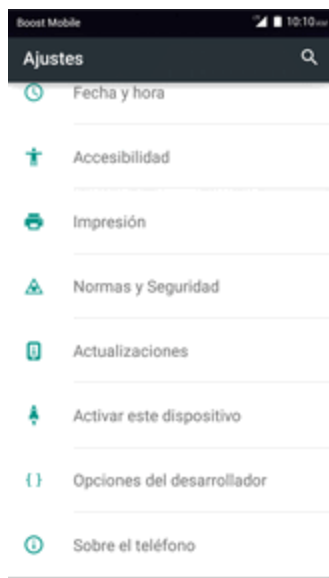 Boost Mobile 10:10
Ajustes
Fecha y hora
Accesibilidad
Impresión
Normas y Seguridad
Actualizaciones
Activar este dispositivo
Opciones del desarrollador
Sobre el teléfono